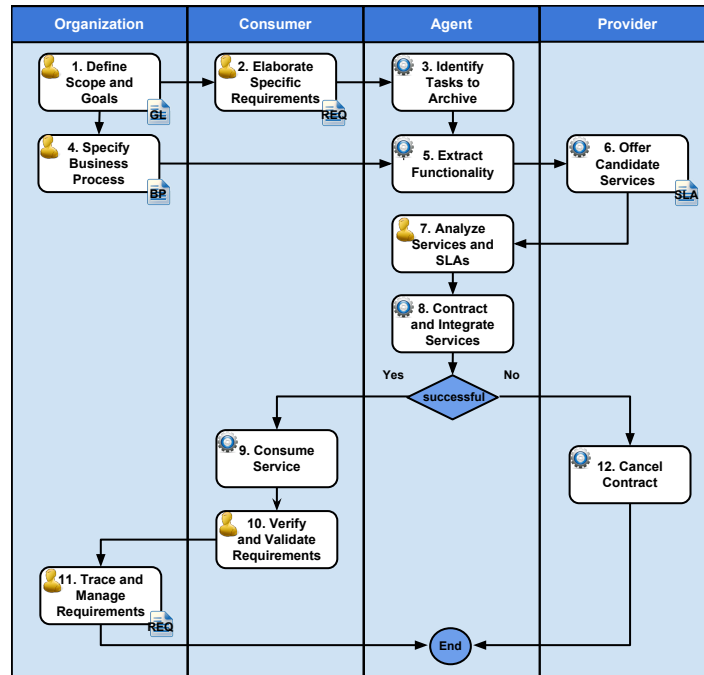 Organization
Consumer
Agent
Provider
1. Define
Scope and
Goals
GL
2. Elaborate
Specific
Requirements
REQ
3. Identify
Tasks to
Archive
4. Specify
Business
Process
BP
5. Extract
Functionality
6. Offer
Candidate
Services
SLA
7. Analyze
Services and
SLAs
8. Contract
and Integrate
Services
Yes
No
successful
9. Consume
Service
12. Cancel
Contract
10. Verify
and Validate
Requirements
11. Trace and
Manage
Requirements
REQ
End